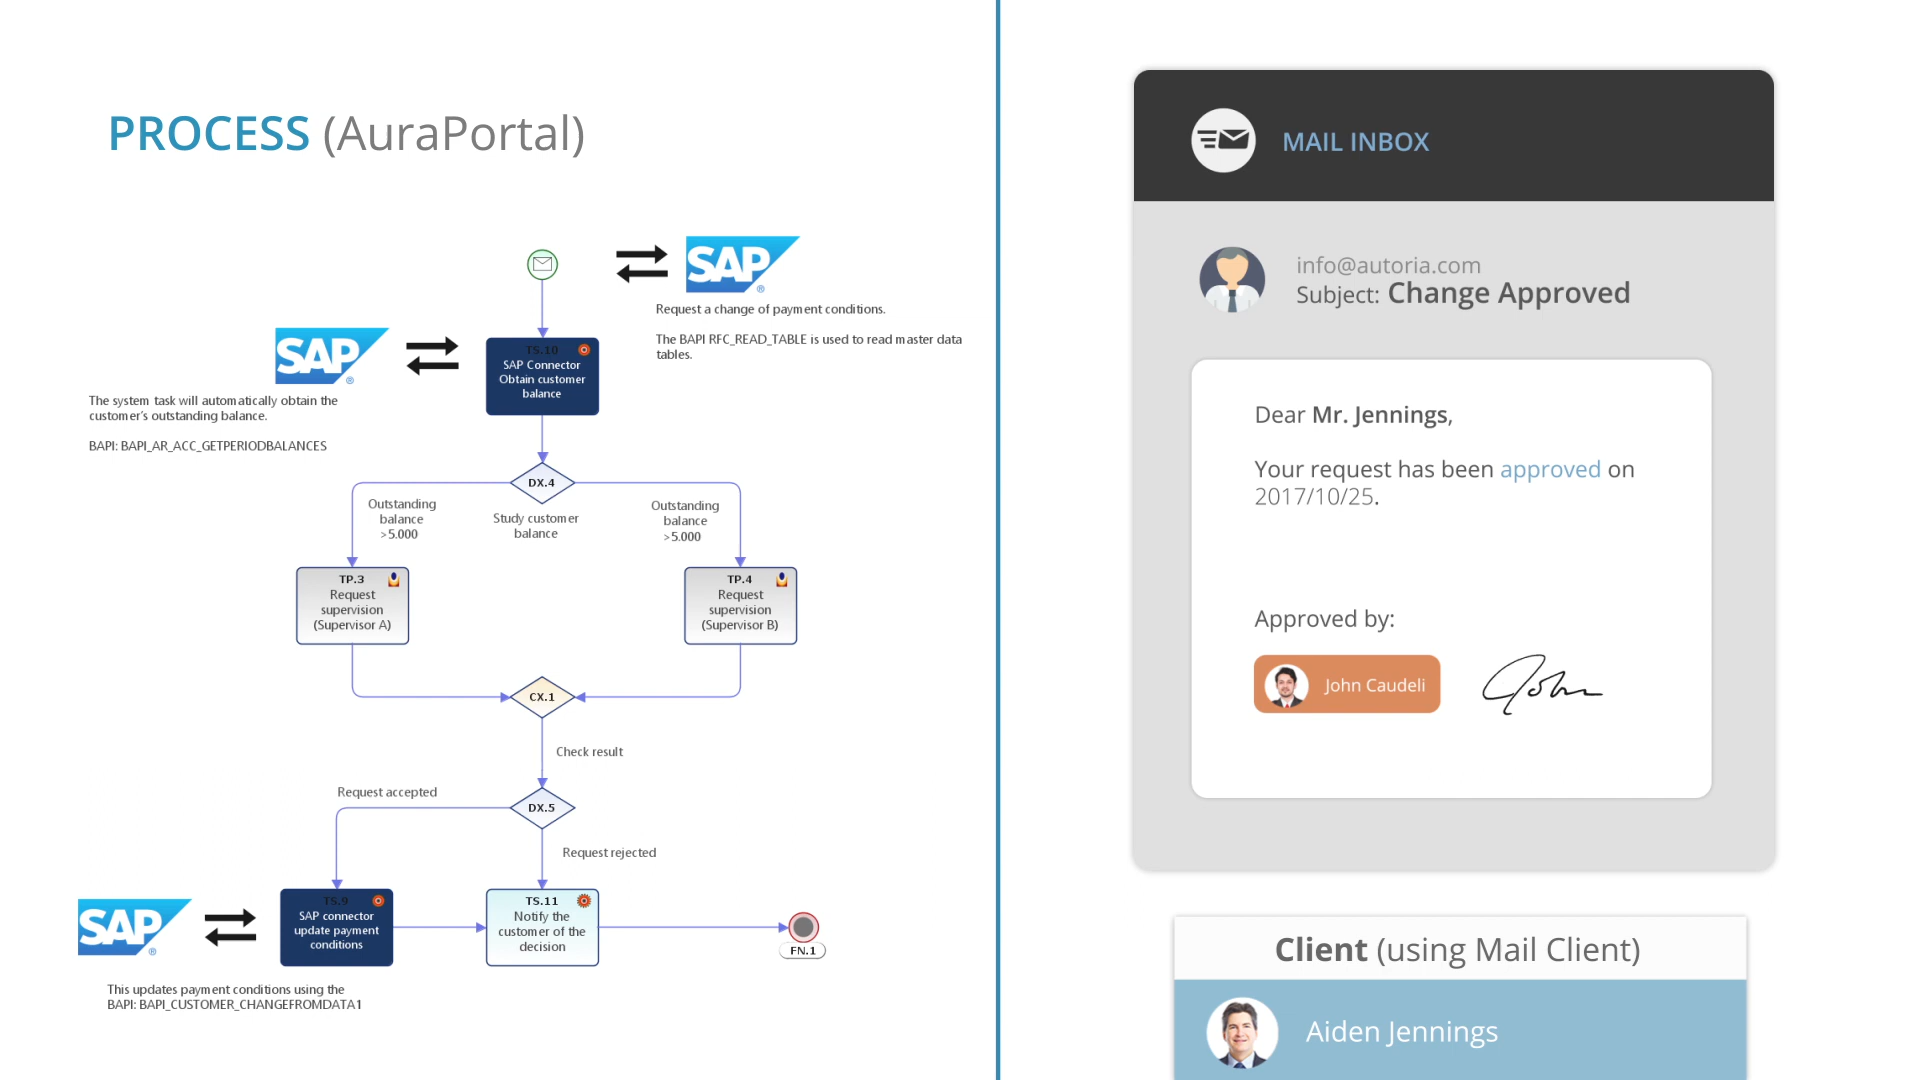 PROCESS (AuraPortal)
SAP
®
Request a change of payment conditions.
The BAPI RFC_READ_TABLE is used to read master data
tables.
SAP
®
The system task will automatically obtain the
customer's outstanding balance.
BAPI: BAPI_AR_ACC_GETPERIODBALANCES
TS.10
SAP Connector
Obtain customer
balance
DX.4
Study customer
balance
Outstanding
balance
>5.000
Outstanding
balance
>5.000
TP.3
Request
supervision
(Supervisor A)
TP.4
Request
supervision
(Supervisor B)
CX.1
Check result
DX.5
Request accepted
Request rejected
SAP
®
TS.9
SAP connector
update payment
conditions
TS.11
Notify the
customer of the
decision
FN.1
This updates payment conditions using the
BAPI: BAPI_CUSTOMER_CHANGEFROMDATA1
MAIL INBOX
info@autoria.com
Subject: Change Approved
Dear Mr. Jennings,
Your request has been approved on
2017/10/25.
Approved by:
John Caudeli
John
Client (using Mail Client)
Aiden Jennings